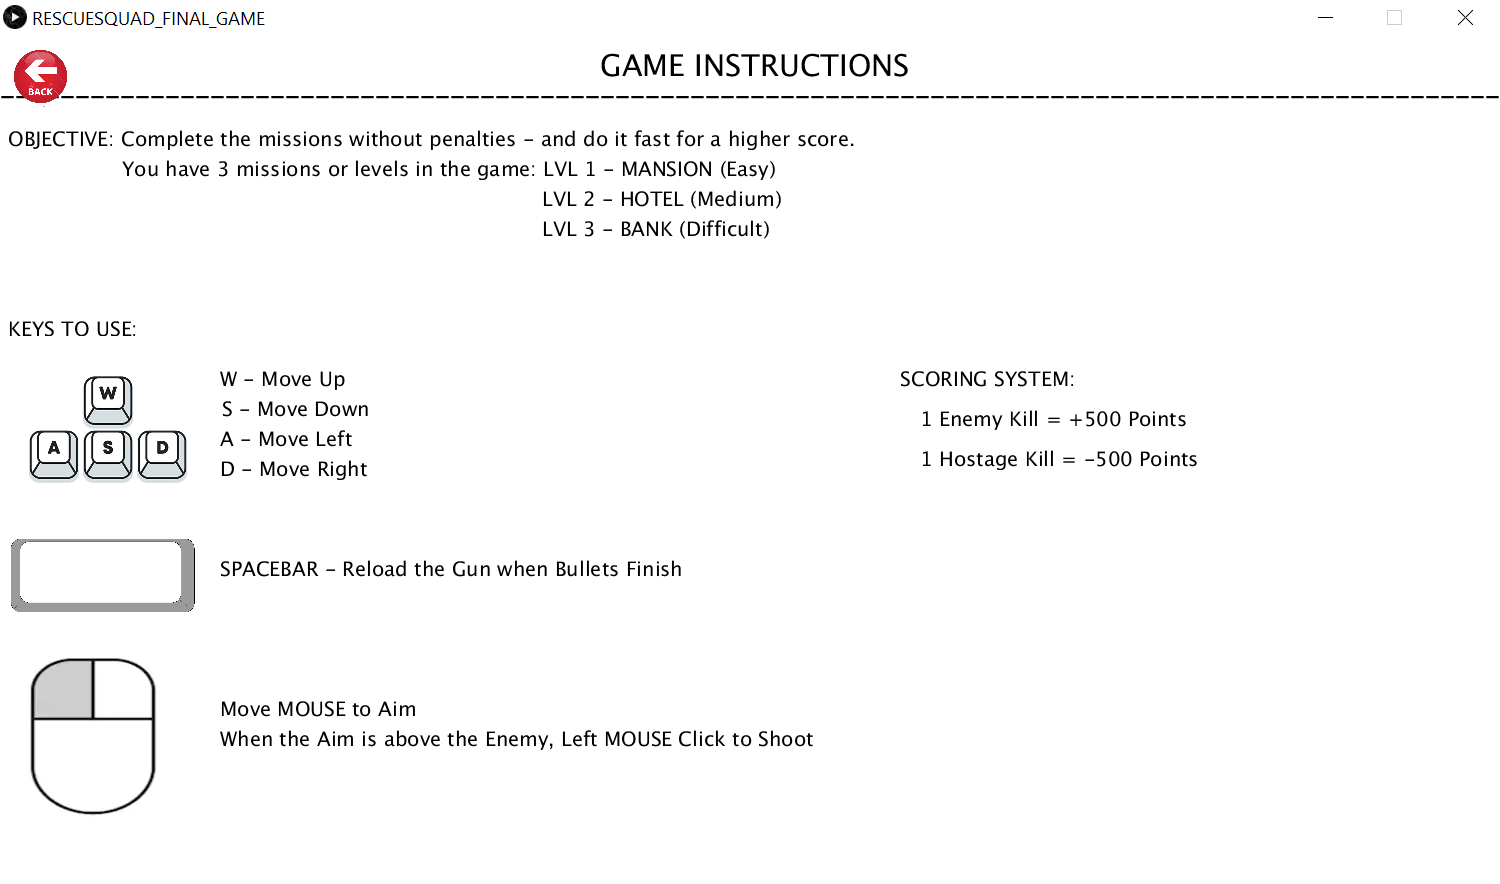 RESCUESQUAD_FINAL_GAME
BACK
GAME INSTRUCTIONS
OBJECTIVE: Complete the missions without penalties - and do it fast for a higher score.
You have 3 missions or levels in the game: LVL 1 - MANSION (Easy)
LVL 2 - HOTEL (Medium)
LVL 3 - BANK (Difficult)
KEYS TO USE:
W
A S D
W - Move Up
S - Move Down
A - Move Left
D - Move Right
SCORING SYSTEM:
1 Enemy Kill = +500 Points
1 Hostage Kill = -500 Points
SPACEBAR - Reload the Gun when Bullets Finish
Move MOUSE to Aim
When the Aim is above the Enemy, Left MOUSE Click to Shoot